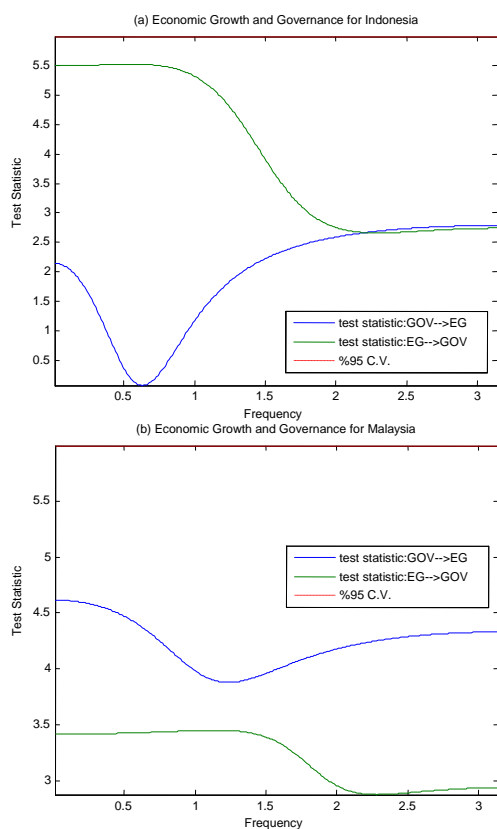 (a) Economic Growth and Governance for Indonesia
5.5
5
4.5
4
3.5
3
2.5
2
1.5
1
0.5
Test Statistic
test statistic:GOV-->EG
test statistic:EG-->GOV
%95 C.V.
0.5 1 1.5 2 2.5 3
Frequency
(b) Economic Growth and Governance for Malaysia
5.5
5
4.5
4
3.5
3
Test Statistic
test statistic:GOV-->EG
test statistic:EG-->GOV
%95 C.V.
0.5 1 1.5 2 2.5 3
Frequency